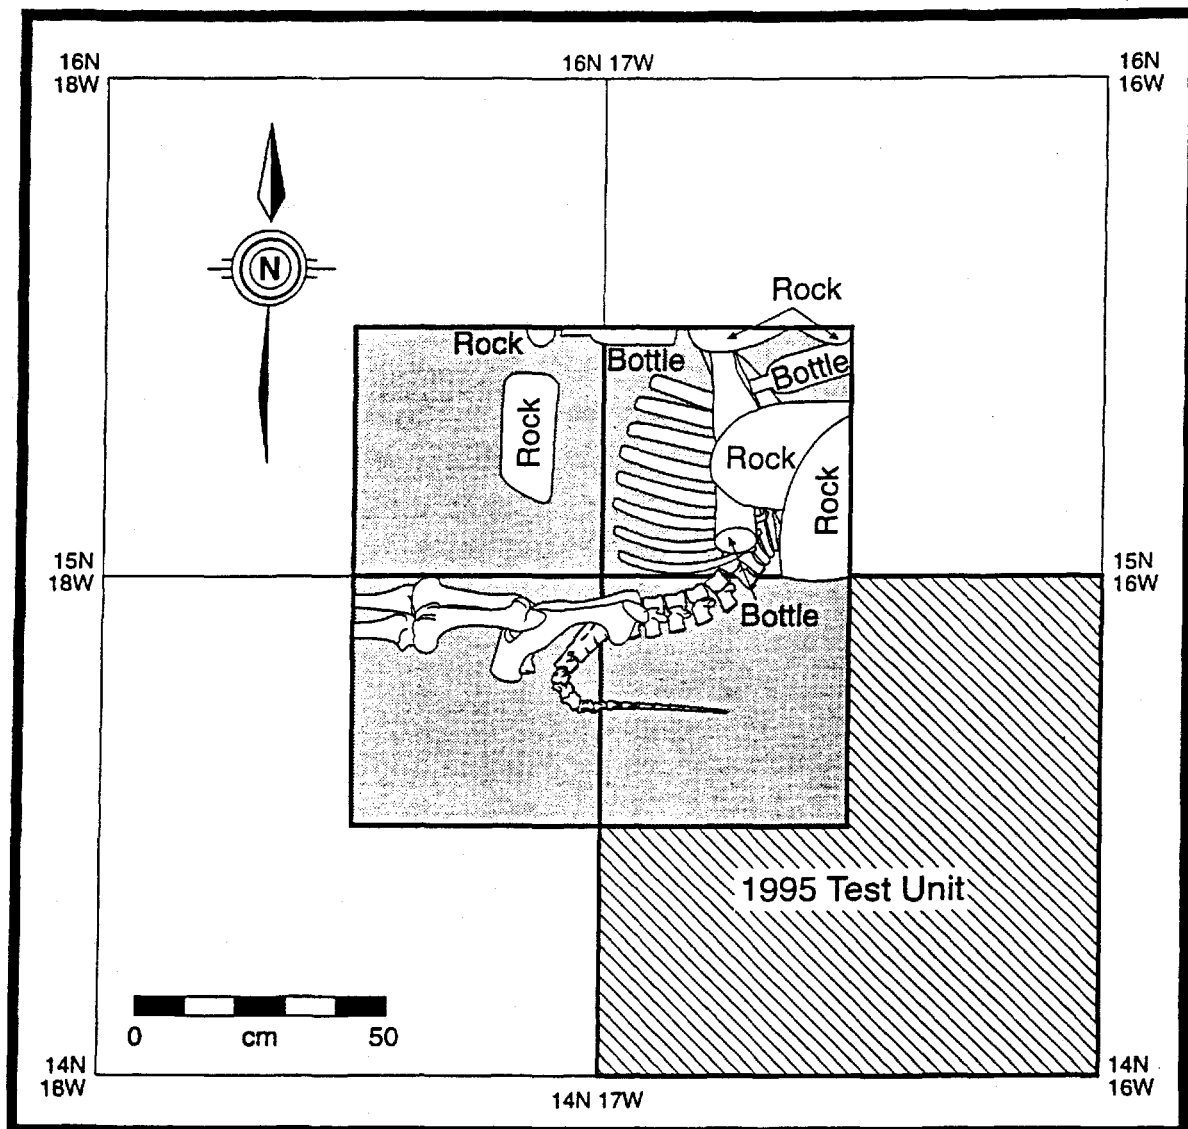 16N
18W
16N 17W
16N
16W
N
Rock
Rock
Bottle
Bottle
Rock
Rock
Rock
15N
18W
15N
16W
Bottle
1995 Test Unit
0 cm 50
14N
18W
14N 17W
14N
16W